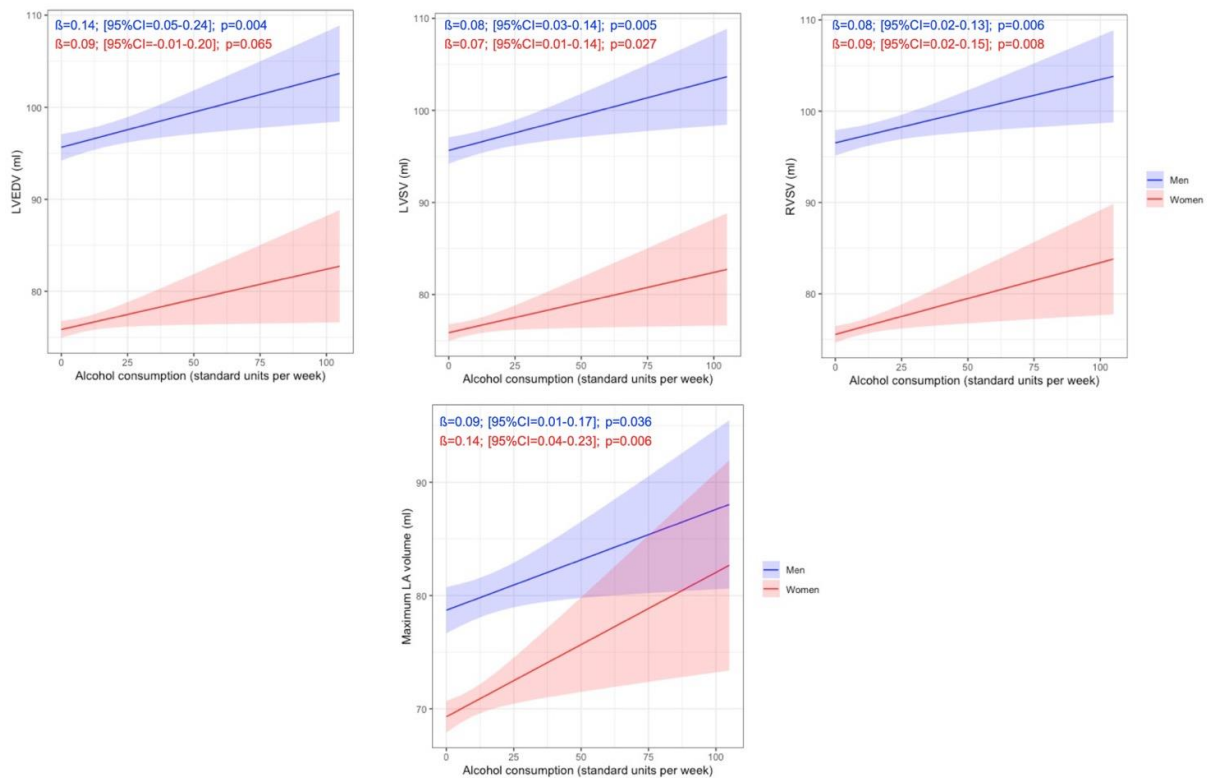 ß=0.14; [95%CI=0.05-0.24]; p=0.004
ß=0.09; [95%CI=-0.01-0.20]; p=0.065
110
100
90
80
LVEDV (ml)
0 25 50 75 100
Alcohol consumption (standard units per week)
ß=0.08; [95%CI=0.03-0.14]; p=0.005
ß=0.07; [95%CI=0.01-0.14]; p=0.027
110
100
90
80
LVSV (ml)
0 25 50 75 100
Alcohol consumption (standard units per week)
ß=0.08; [95%CI=0.02-0.13]; p=0.006
ß=0.09; [95%CI=0.02-0.15]; p=0.008
110
100
90
80
RVSV (ml)
0 25 50 75 100
Alcohol consumption (standard units per week)
Men
Women
ß=0.09; [95%CI=0.01-0.17]; p=0.036
ß=0.14; [95%CI=0.04-0.23]; p=0.006
90
80
70
Maximum LA volume (ml)
0 25 50 75 100
Alcohol consumption (standard units per week)
Men
Women